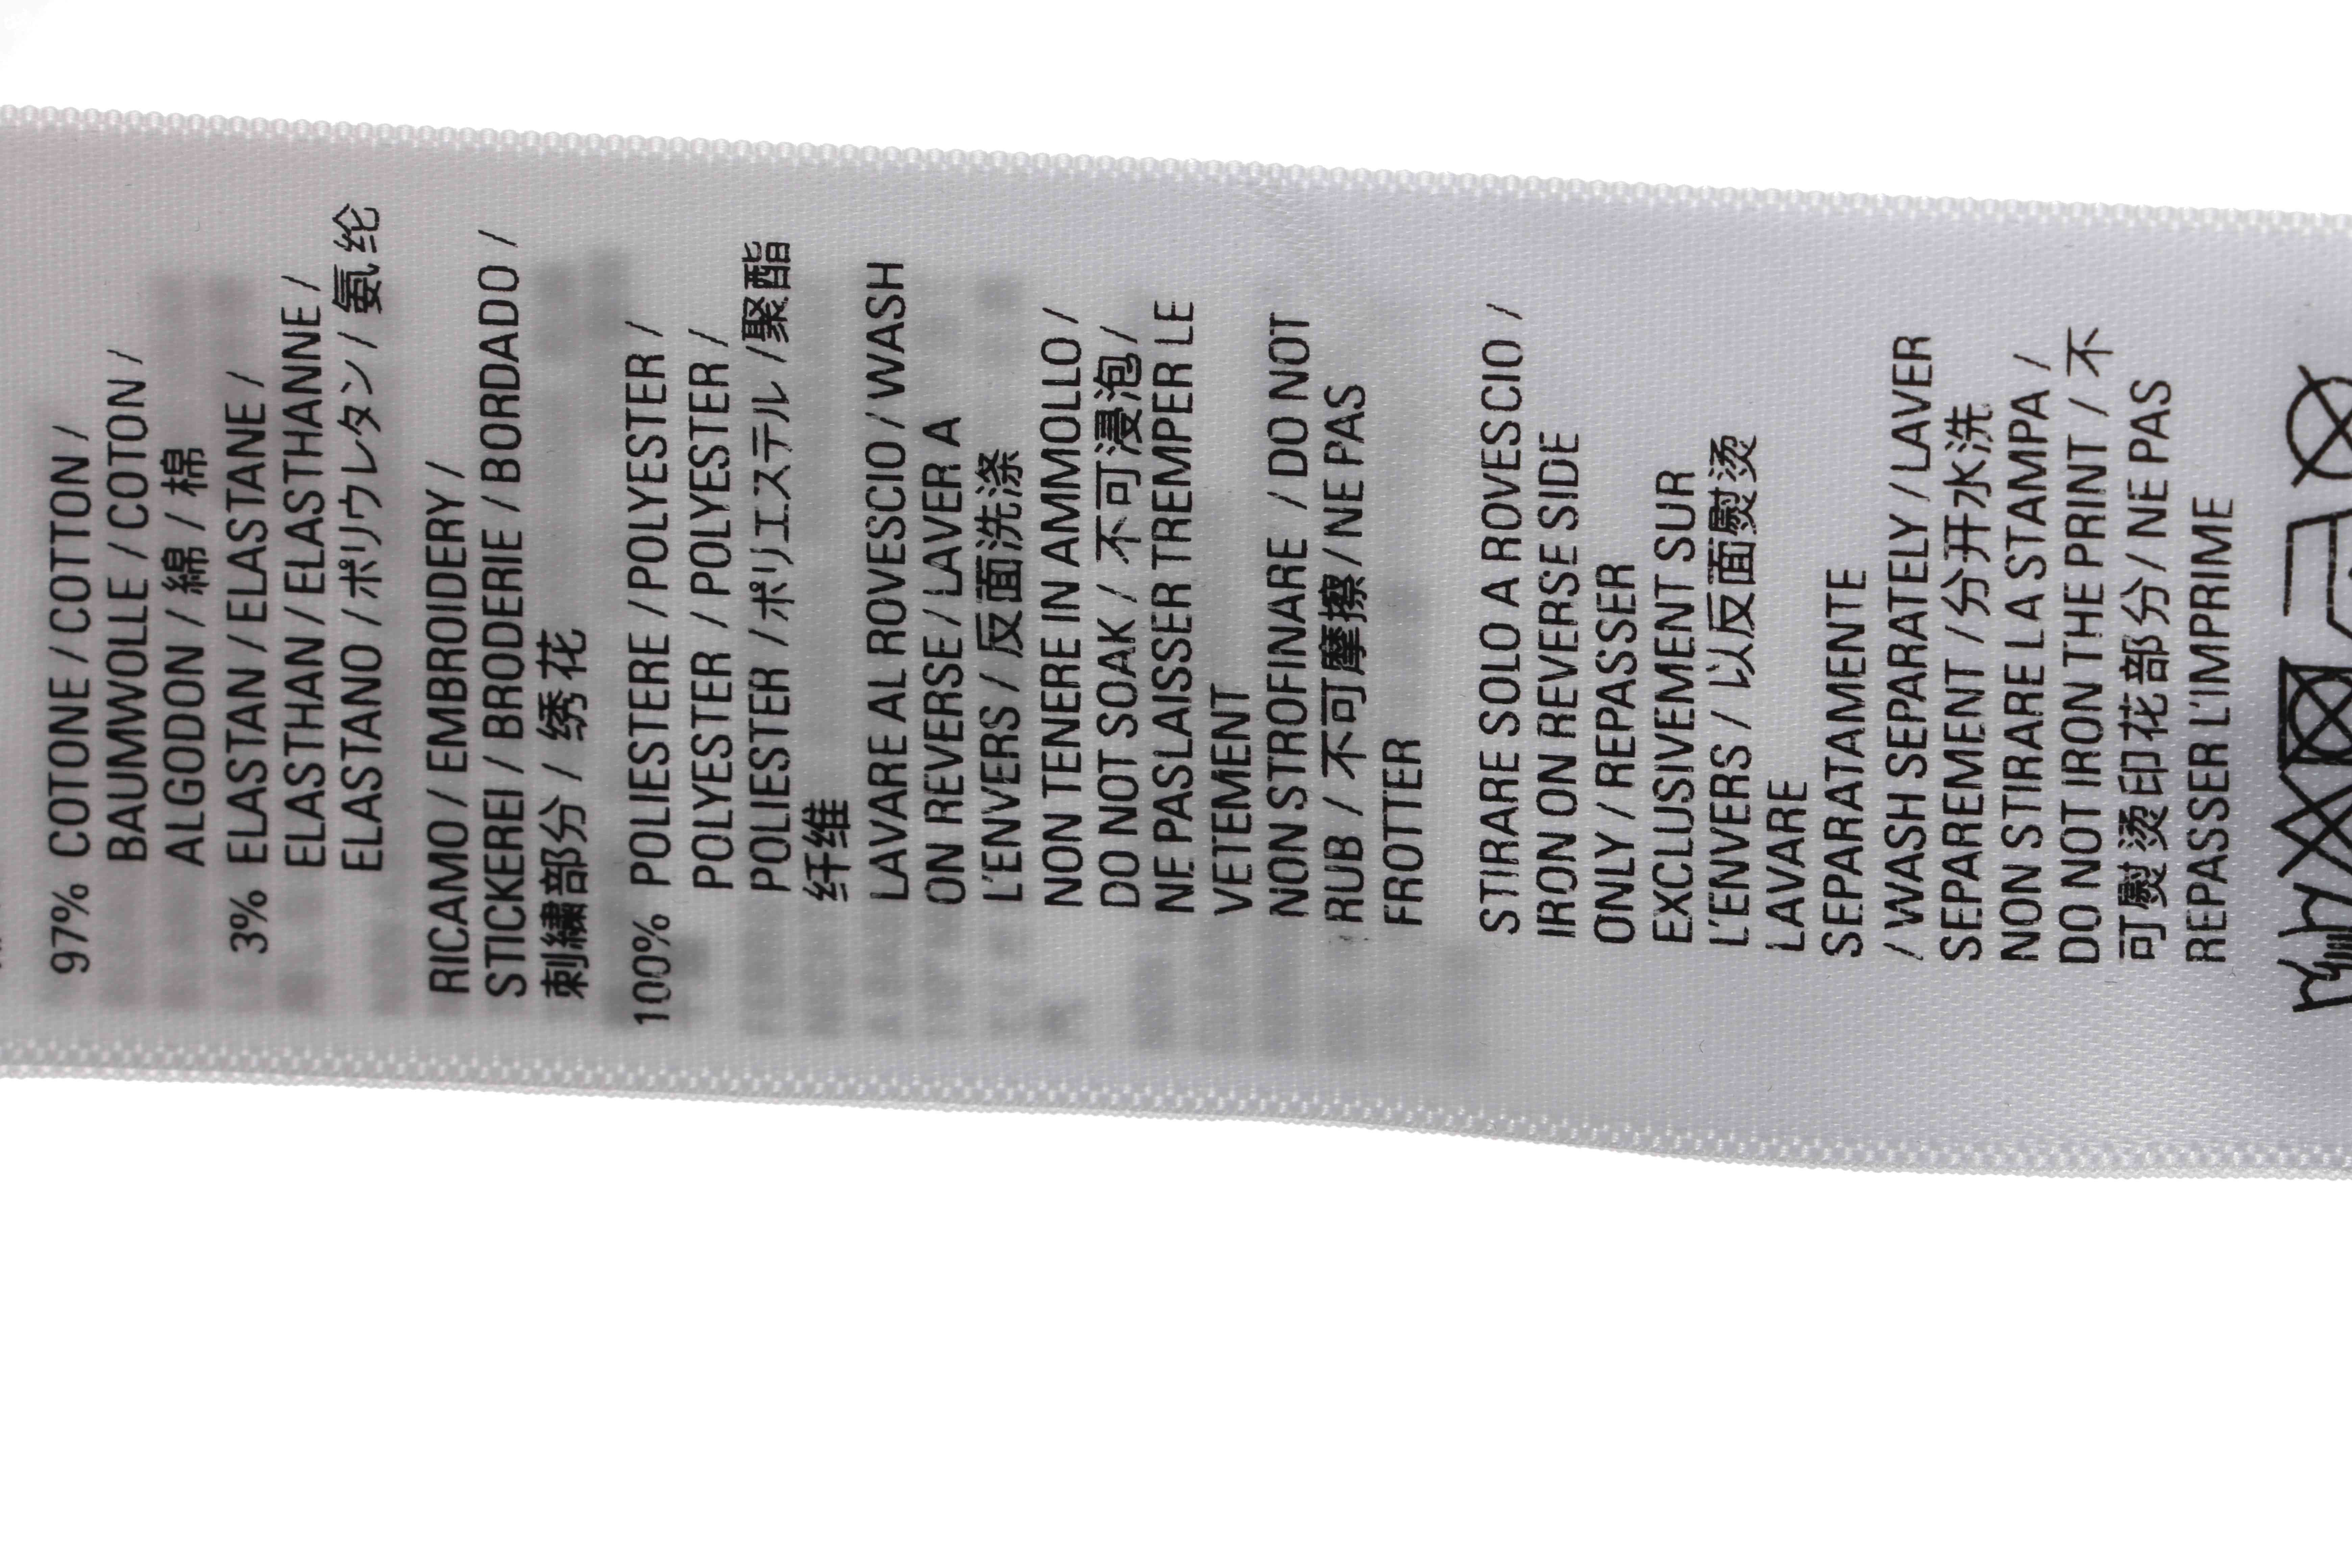 97% COTONE / COTTON /
BAUMWOLLE / COTON /
ALGODON / 綿 / 棉
3% ELASTAN / ELASTANE /
ELASTHAN / ELASTHANNE /
ELASTANO / ポリウレタン / 氨纶
RICAMO / EMBROIDERY /
STICKEREI / BRODERIE / BORDADO /
刺繍部分 / 绣花
100% POLIESTERE / POLYESTER /
POLYESTER / POLYESTER /
POLIESTER / ポリエステル / 聚酯
纤维
LAVARE AL ROVESCIO / WASH
ON REVERSE / LAVER A
L'ENVERS / 反面洗涤
NON TENERE IN AMMOLLO /
DO NOT SOAK / 不可浸泡 /
NE PASLAISSER TREMPER LE
VETEMENT
NON STROFINARE / DO NOT
RUB / 不可摩擦 / NE PAS
FROTTER
STIRARE SOLO A ROVESCIO /
IRON ON REVERSE SIDE
ONLY / REPASSER
EXCLUSIVEMENT SUR
L'ENVERS / 以反面熨烫
LAVARE
SEPARATAMENTE
/ WASH SEPARATELY / LAVER
SEPAREMENT / 分开水洗
NON STIRARE LA STAMPA /
DO NOT IRON THE PRINT / 不
可熨烫印花部分 / NE PAS
REPASSER L'IMPRIME